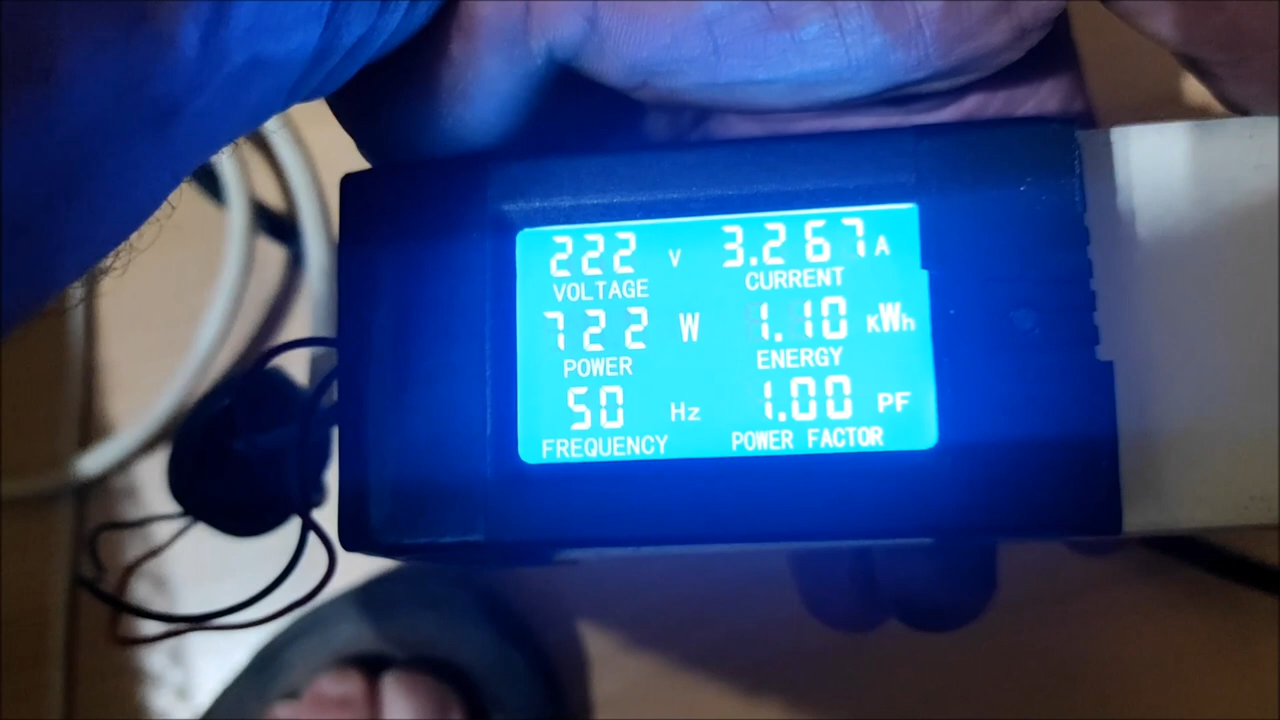 222 V 3.267 A
VOLTAGE CURRENT
722 W 1.10 KWh
POWER ENERGY
50 Hz 1.00 PF
FREQUENCY POWER FACTOR